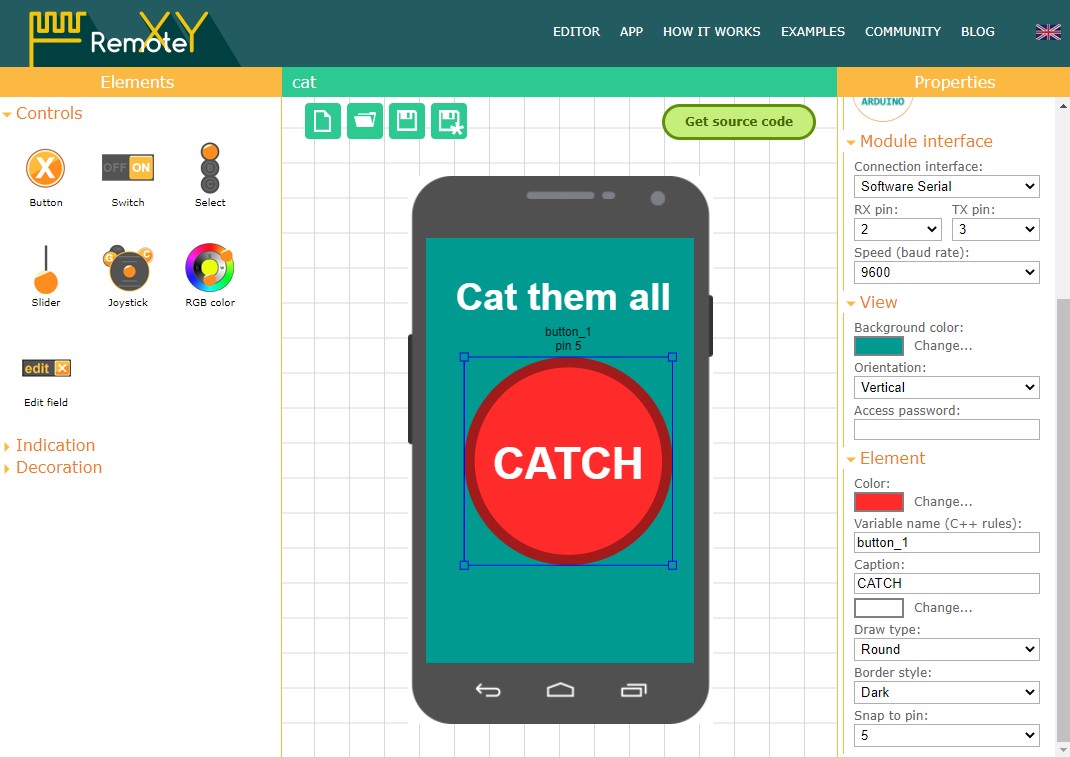 RemoteXY
EDITOR
APP
HOW IT WORKS
EXAMPLES
COMMUNITY
BLOG
Elements
cat
Properties
Controls
X
Button
OFF ON
Switch
Select
Slider
G C
Joystick
RGB color
edit X
Edit field
Indication
Decoration
Get source code
Cat them all
button_1
pin 5
CATCH
ARDUINO
Module interface
Connection interface:
Software Serial
RX pin: TX pin:
2 3
Speed (baud rate):
9600
View
Background color:
Change...
Orientation:
Vertical
Access password:
Element
Color:
Change...
Variable name (C++ rules):
button_1
Caption:
CATCH
Change...
Draw type:
Round
Border style:
Dark
Snap to pin:
5